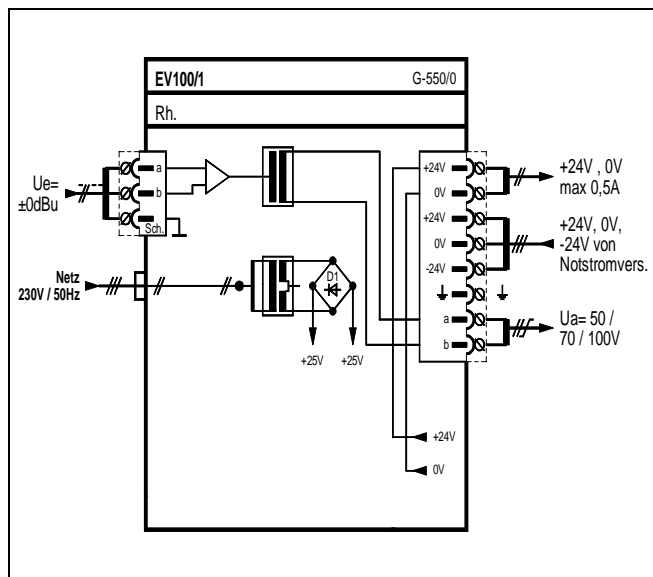 EV100/1 G-550/0
Rh.
a
b
Sch.
Ue=
±0dBu
Netz
230V / 50Hz
D1
+25V +25V
+24V
0V
+24V
0V
-24V
a
b
+24V
0V
+24V , 0V
max 0,5A
+24V, 0V,
-24V von
Notstromvers.
Ua= 50 /
70 / 100V